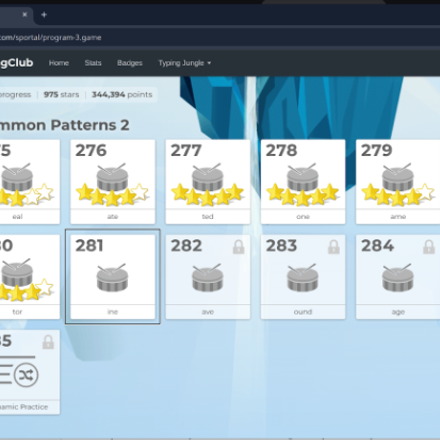 × +
com/sportal/program-3.game
gClub Home Stats Badges Typing Jungle
progress | 975 stars | 344,394 points
mmon Patterns 2
75 276 277 278 279
eal ate ted one ame
80 281 282 283 284
tor ine ave ound age
85
amic Practice